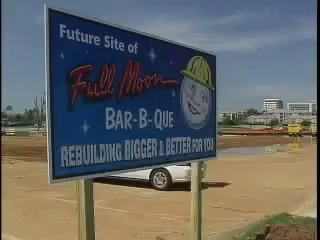 Future Site of
Full Moon
BAR-B-QUE
REBUILDING BIGGER & BETTER FOR YOU